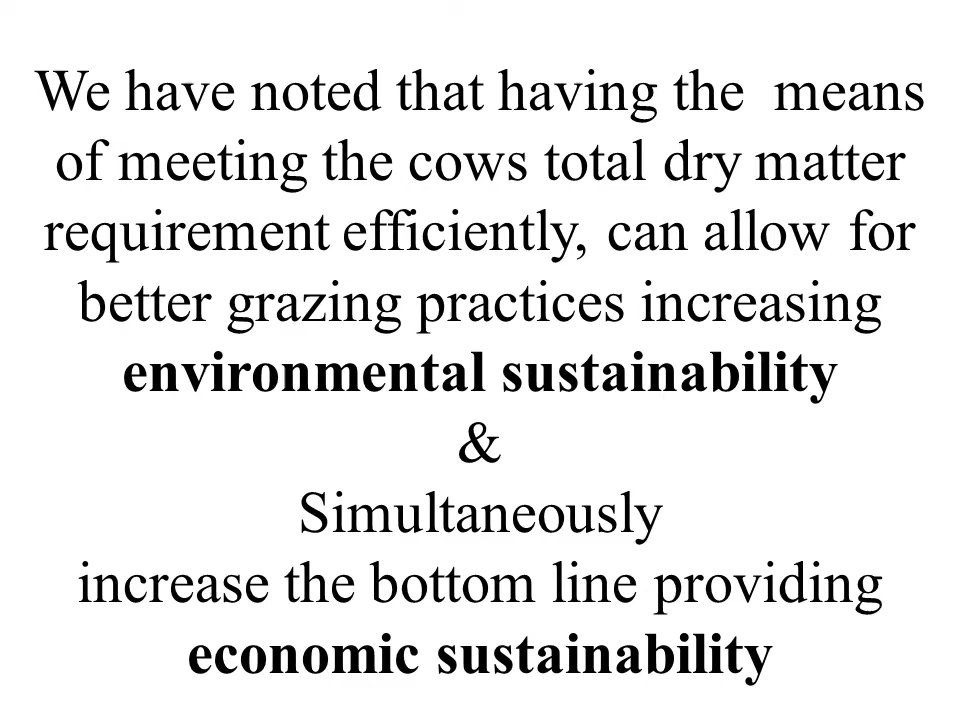 We have noted that having the  means
of meeting the cows total dry matter
requirement efficiently, can allow for
better grazing practices increasing
environmental sustainability
&
Simultaneously
increase the bottom line providing
economic sustainability